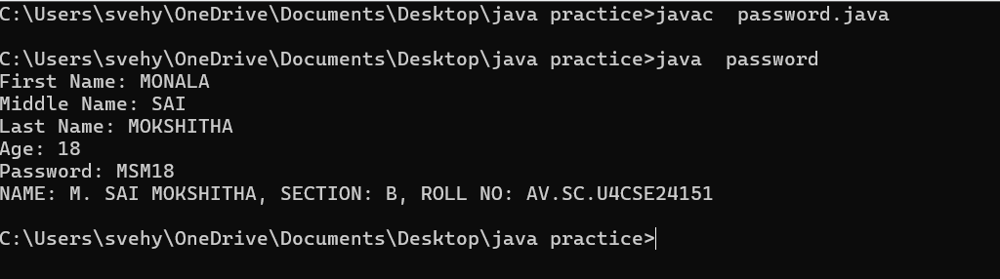 C:\Users\svehy\OneDrive\Documents\Desktop\java practice>javac  password.java
C:\Users\svehy\OneDrive\Documents\Desktop\java practice>java  password
First Name: MONALA
Middle Name: SAI
Last Name: MOKSHITHA
Age: 18
Password: MSM18
NAME: M. SAI MOKSHITHA, SECTION: B, ROLL NO: AV.SC.U4CSE24151
C:\Users\svehy\OneDrive\Documents\Desktop\java practice>